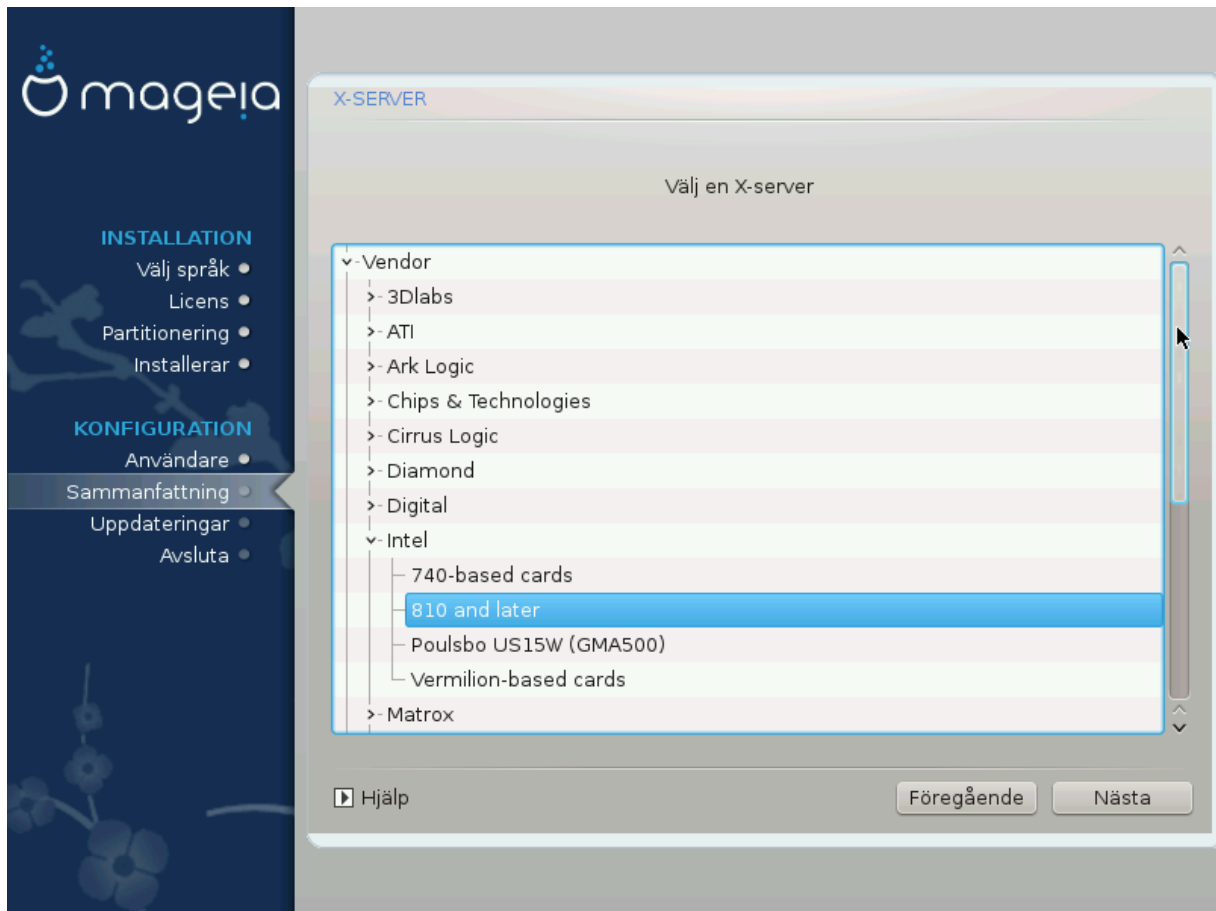 mageia
INSTALLATION
Välj språk
Licens
Partitionering
Installerar
KONFIGURATION
Användare
Sammanfattning
Uppdateringar
Avsluta
X-SERVER
Välj en X-server
Vendor
3Dlabs
ATI
Ark Logic
Chips & Technologies
Cirrus Logic
Diamond
Digital
Intel
740-based cards
810 and later
Poulsbo US15W (GMA500)
Vermilion-based cards
Matrox
Hjälp
Föregående
Nästa